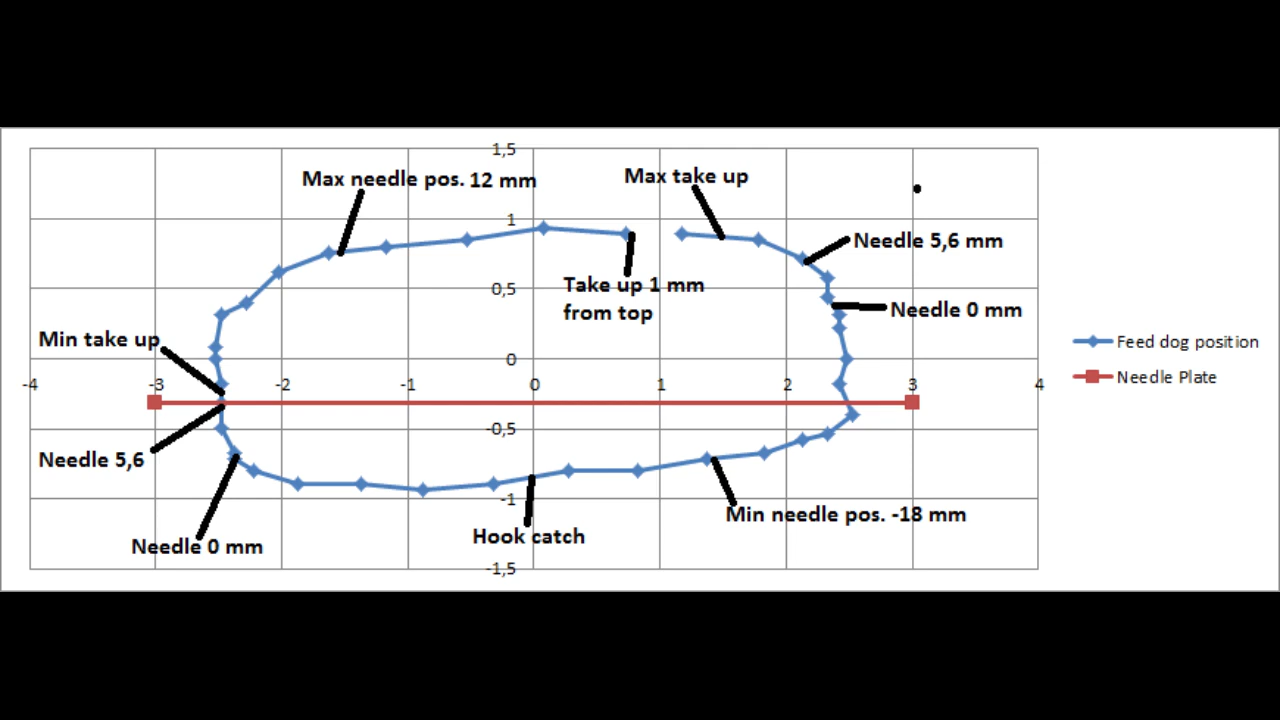 1,5
Max needle pos. 12 mm
Max take up
1
Needle 5,6 mm
Take up 1 mm
from top
0,5
Needle 0 mm
Min take up
0
Feed dog position
-4
-3
-2
-1
0
1
2
1
3
4
Needle Plate
-0,5
Needle 5,6
-1
Min needle pos. -18 mm
Hook catch
Needle 0 mm
-1,5